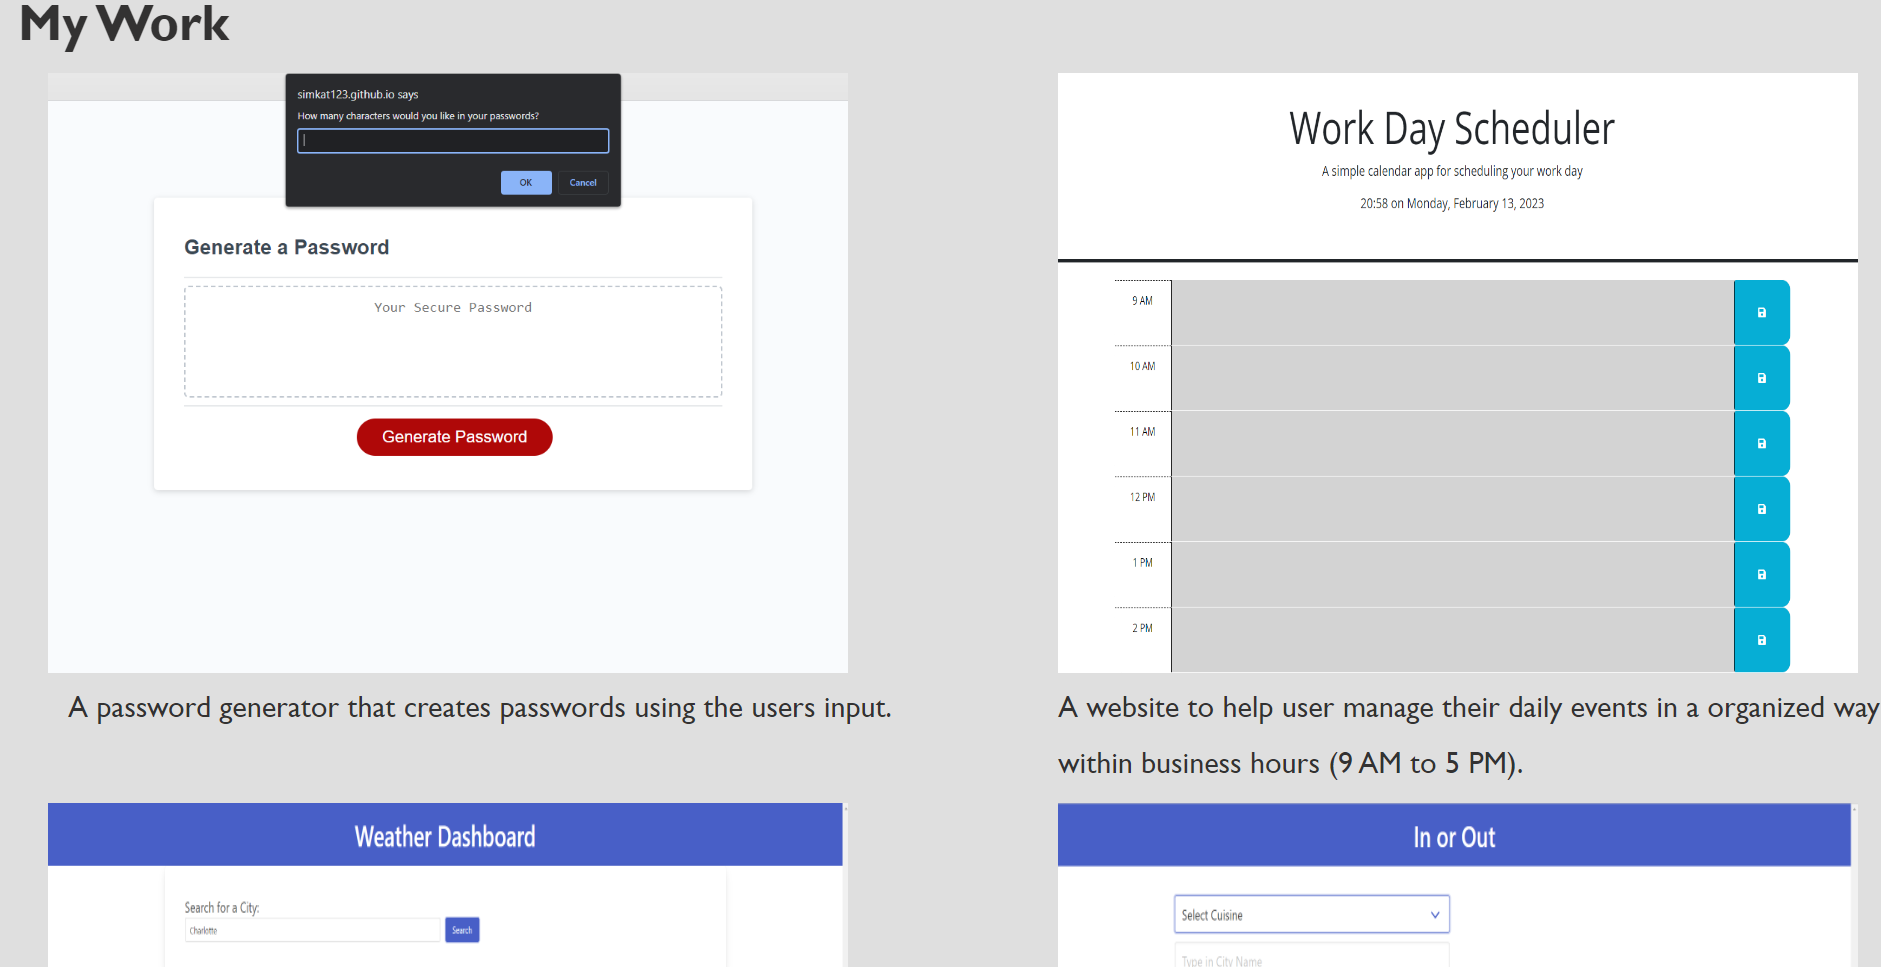 My Work
simkat123.github.io says
How many characters would you like in your passwords?
OK Cancel
Generate a Password
Your Secure Password
Generate Password
A password generator that creates passwords using the users input.
Work Day Scheduler
A simple calendar app for scheduling your work day
20:58 on Monday, February 13, 2023
9 AM
10 AM
11 AM
12 PM
1 PM
2 PM
A website to help user manage their daily events in a organized way
within business hours (9 AM to 5 PM).
Weather Dashboard
Search for a City:
Charlotte Search
In or Out
Select Cuisine
Type in City Name